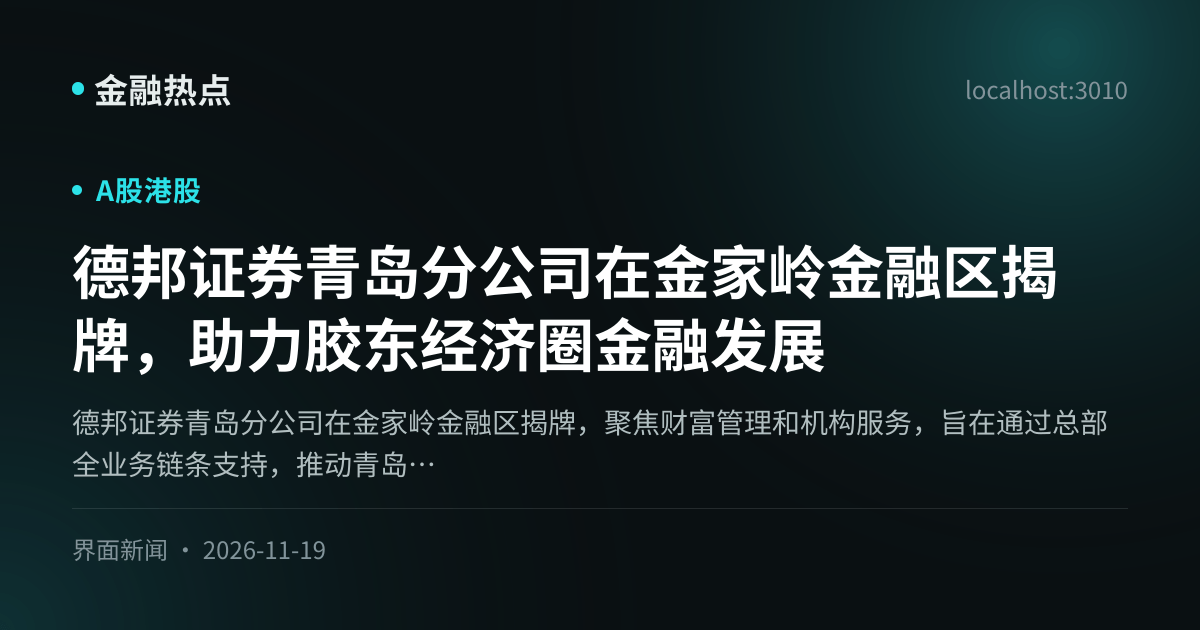 金融热点
localhost:3010
A股港股
德邦证券青岛分公司在金家岭金融区揭
牌，助力胶东经济圈金融发展
德邦证券青岛分公司在金家岭金融区揭牌，聚焦财富管理和机构服务，旨在通过总部
全业务链条支持，推动青岛…
界面新闻 • 2026-11-19